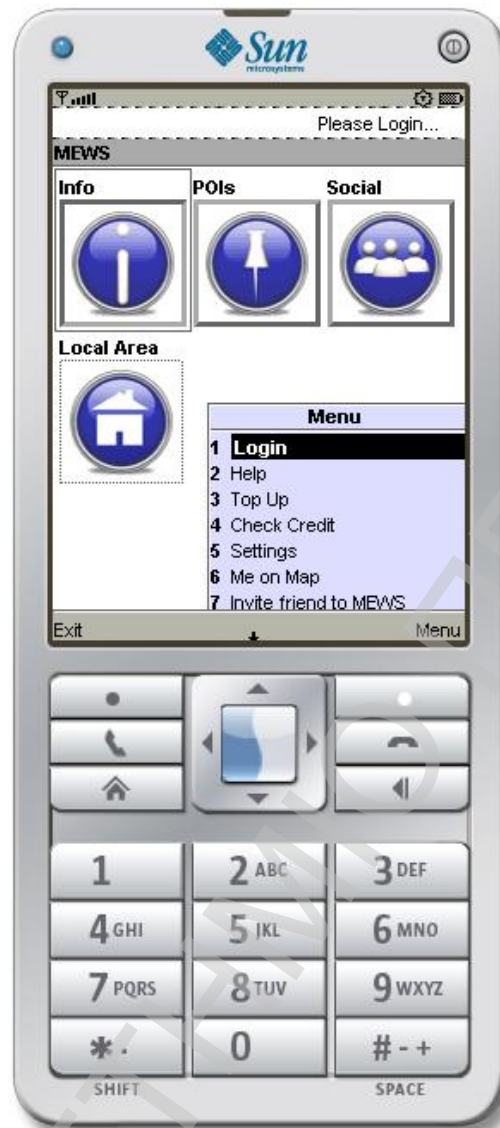 Sun
microsystems
Please Login...
MEWS
Info POIs Social
Local Area
Menu
1 Login
2 Help
3 Top Up
4 Check Credit
5 Settings
6 Me on Map
7 Invite friend to MEWS
Exit Menu
1 2 ABC 3 DEF
4 GHI 5 JKL 6 MNO
7 PQRS 8 TUV 9 WXYZ
* . 0 # - +
SHIFT SPACE